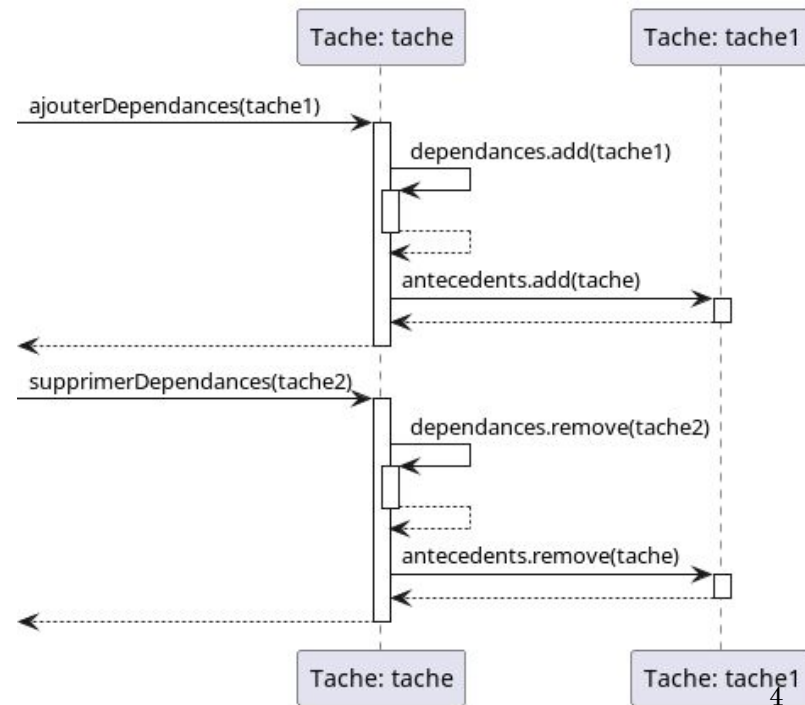 Tache: tache
Tache: tache1
ajouterDependances(tache1)
dependances.add(tache1)
antecedents.add(tache)
supprimerDependances(tache2)
dependances.remove(tache2)
antecedents.remove(tache)
Tache: tache
Tache: tache1
4